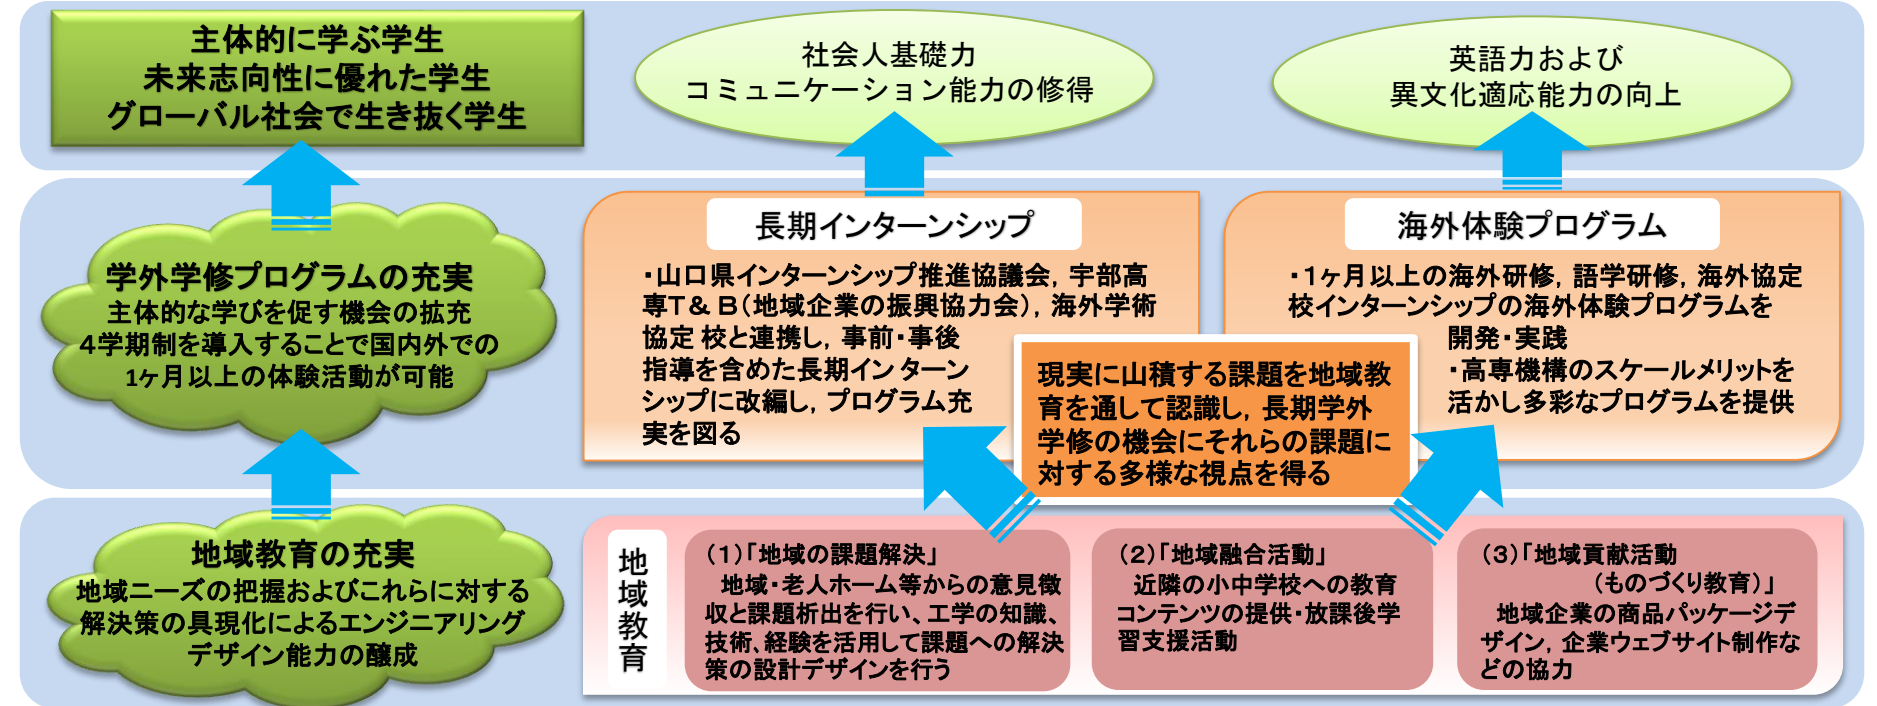 主体的に学ぶ学生
未来志向性に優れた学生
グローバル社会で生き抜く学生
社会人基礎力
コミュニケーション能力の修得
英語力および
異文化適応能力の向上
学外学修プログラムの充実
主体的な学びを促す機会の拡充
４学期制を導入することで国内外での
1ヶ月以上の体験活動が可能
長期インターンシップ
・山口県インターンシップ推進協議会，宇部高
専T＆Ｂ（地域企業の振興協力会），海外学術
協定 校と連携し，事前・事後
指導を含めた長期イン ターン
シップに改編し，プログラム充
実を図る
海外体験プログラム
・１ヶ月以上の海外研修，語学研修，海外協定
校インターンシップの海外体験プログラムを
開発・実践
・高専機構のスケールメリットを
活かし多彩なプログラムを提供
現実に山積する課題を地域教
育を通して認識し，長期学外
学修の機会にそれらの課題に
対する多様な視点を得る
地域教育の充実
地域ニーズの把握およびこれらに対する
解決策の具現化によるエンジニアリング
デザイン能力の醸成
地域教育
（１）「地域の課題解決」
地域・老人ホーム等からの意見徴
収と課題析出を行い、工学の知識、
技術、経験を活用して課題への解決
策の設計デザインを行う
（２）「地域融合活動」
近隣の小中学校への教育
コンテンツの提供・放課後学
習支援活動
（３）「地域貢献活動
（ものづくり教育）」
地域企業の商品パッケージデ
ザイン，企業ウェブサイト制作な
どの協力